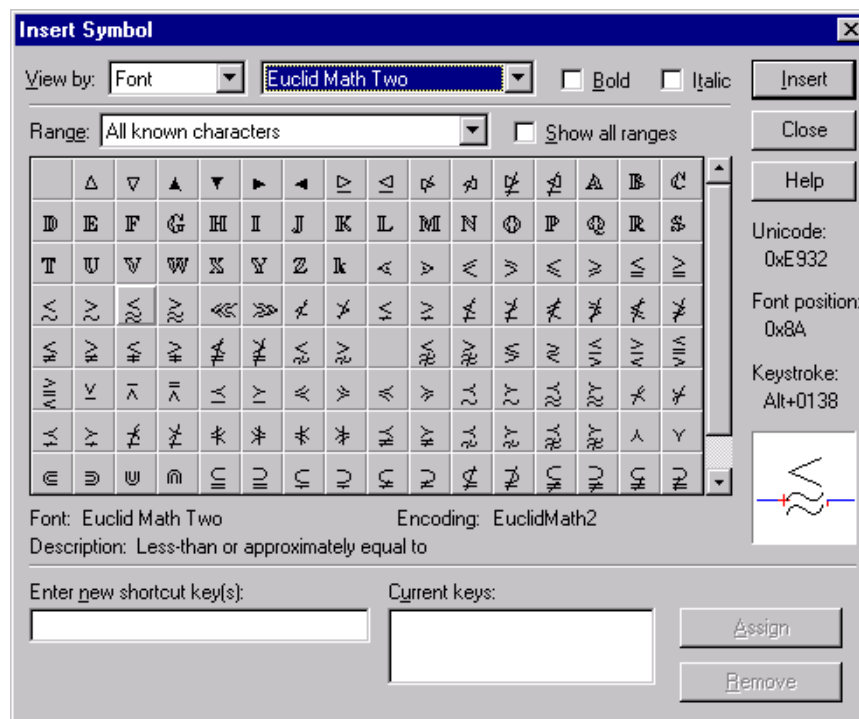 Insert Symbol
View by: Font Euclid Math Two Bold Italic Insert
Range: All known characters Show all ranges Close
Help
𝔸 𝔹 ℂ
𝔻 𝔼 𝔽 𝔾 ℍ 𝕀 𝕁 𝕂 𝕃 𝕄 ℕ 𝕆 ℙ ℚ ℝ 𝕊
𝕋 𝕌 𝕍 𝕎 𝕏 𝕐 ℤ 𝕜
Unicode:
0xE932
Font position:
0x8A
Keystroke:
Alt+0138
Font: Euclid Math Two Encoding: EuclidMath2
Description: Less-than or approximately equal to
Enter new shortcut key(s): Current keys:
Assign
Remove